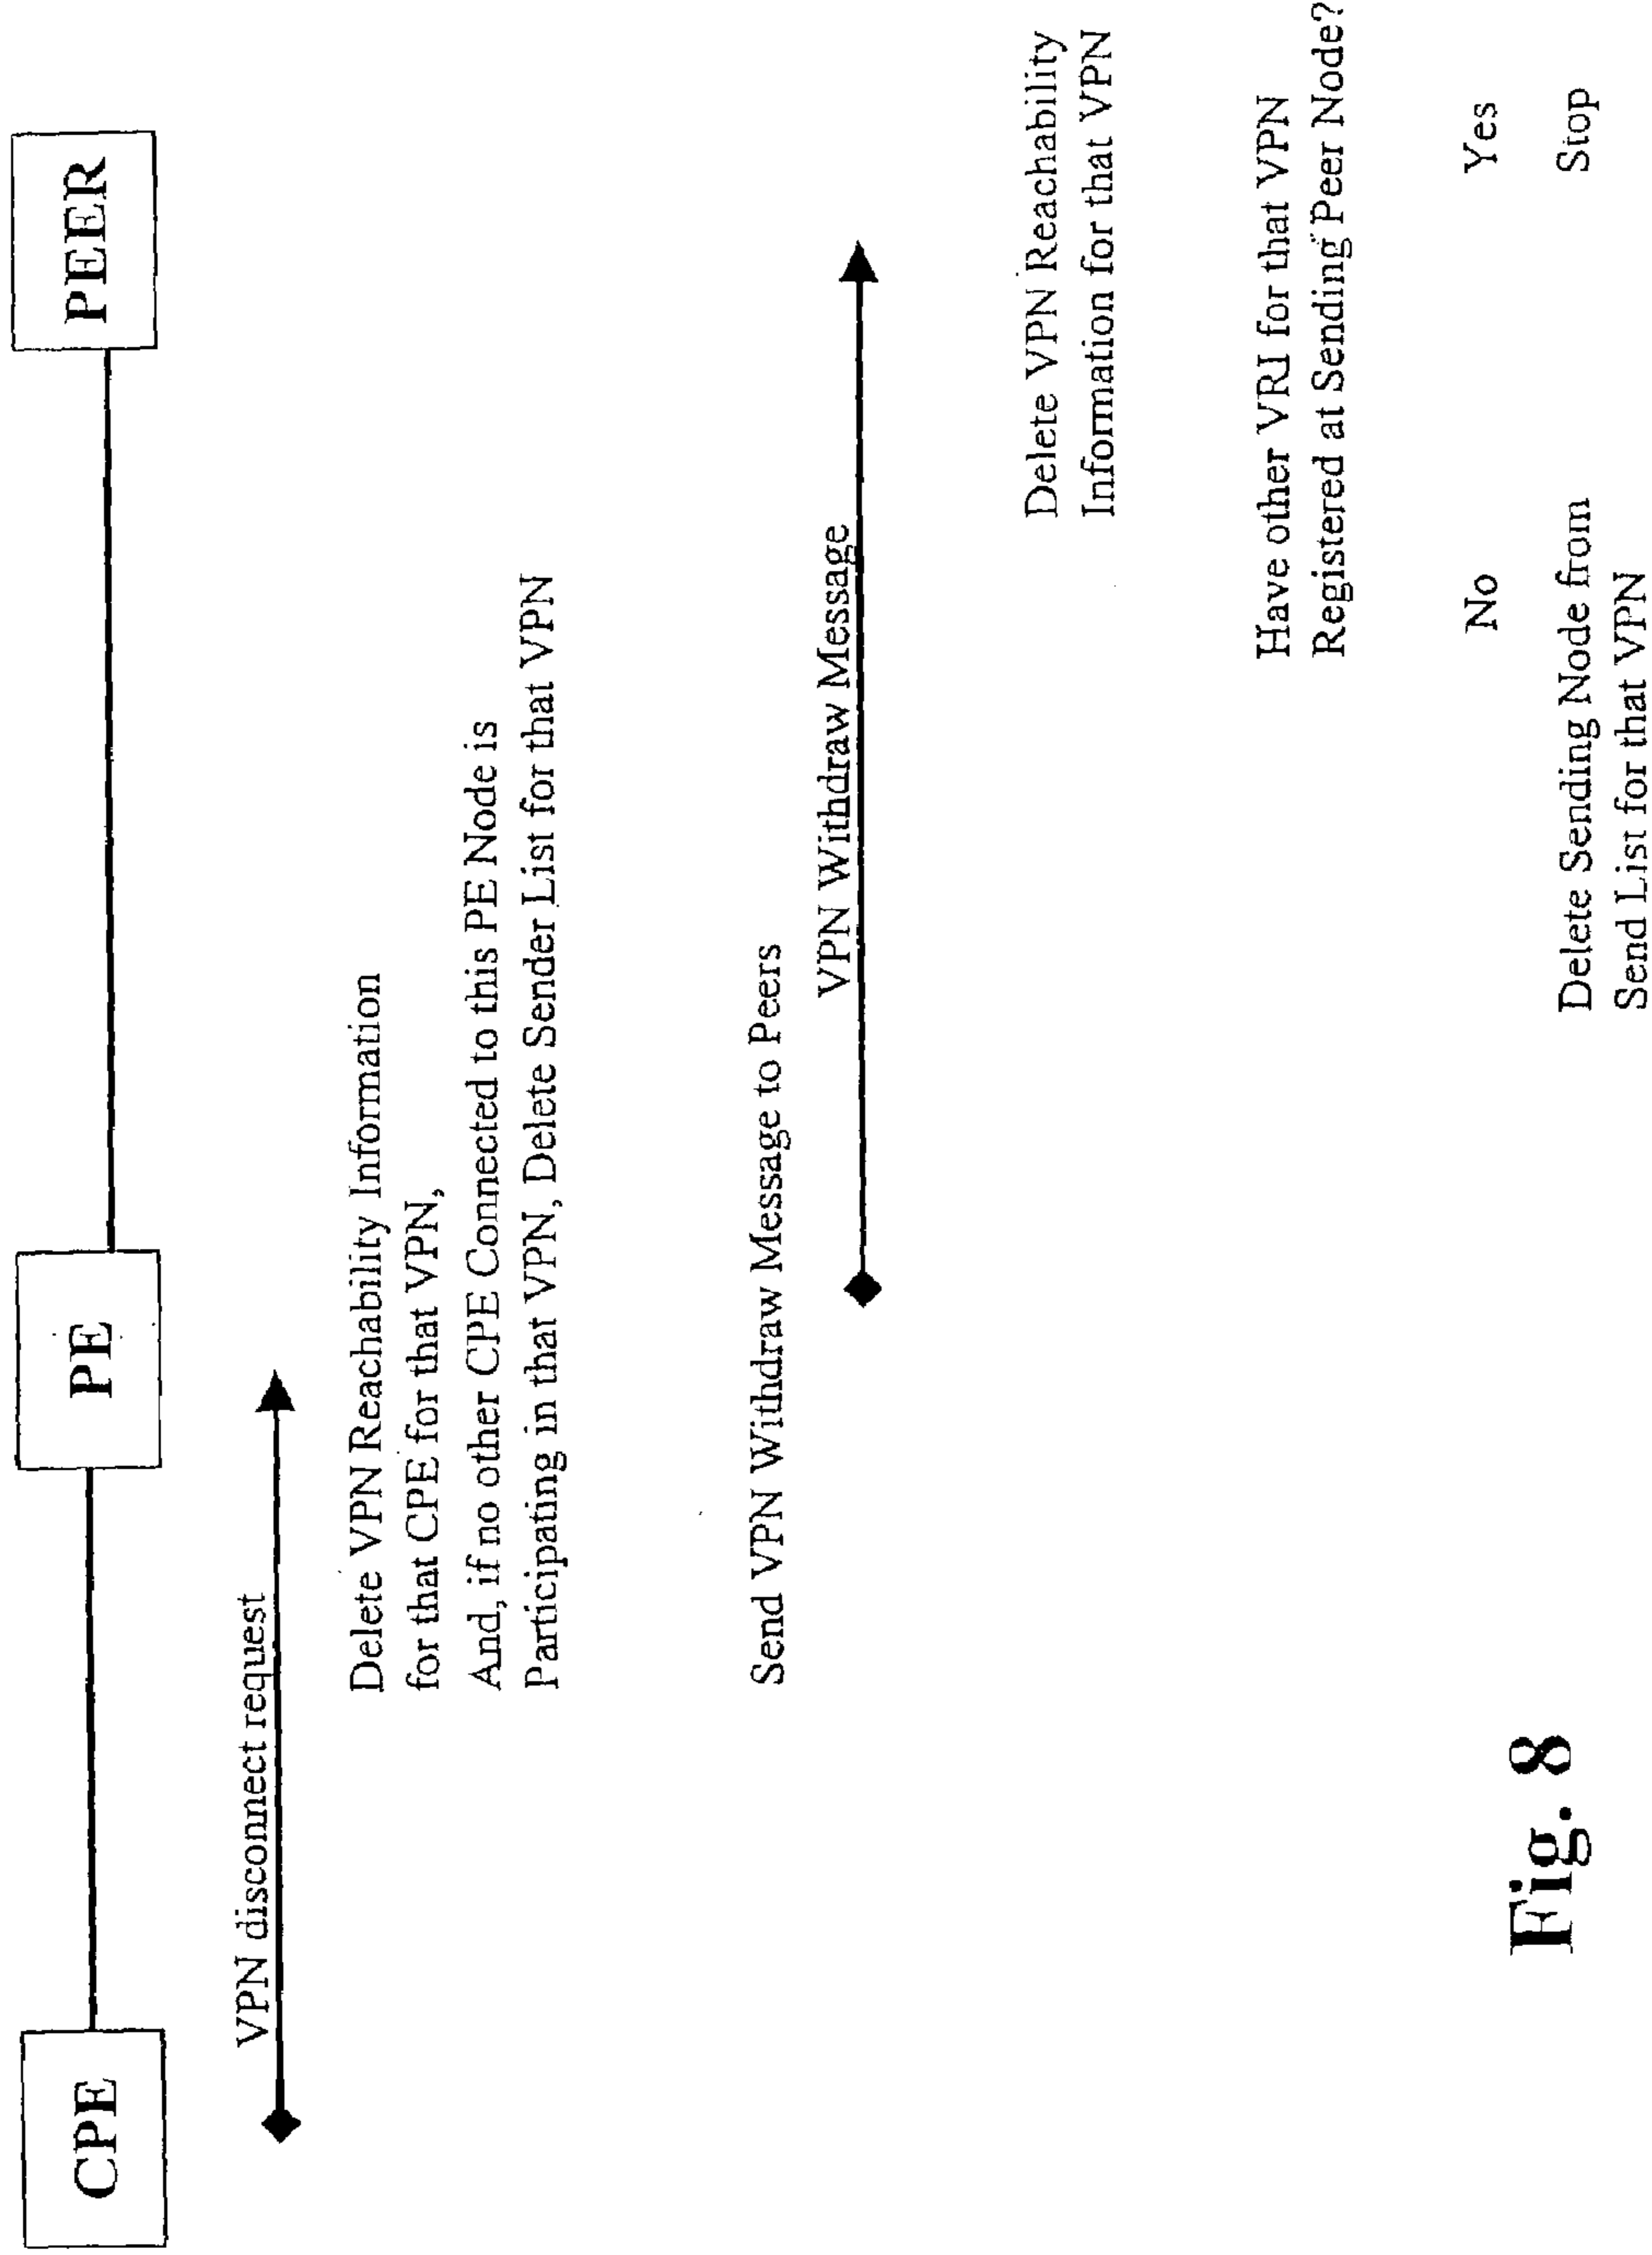 CPE
PE
PEER
VPN disconnect request
Delete VPN Reachability Information
for that CPE for that VPN,
And, if no other CPE Connected to this PE Node is
Participating in that VPN, Delete Sender List for that VPN
Send VPN Withdraw Message to Peers
VPN Withdraw Message
Delete VPN Reachability
Information for that VPN
Have other VRI for that VPN
Registered at Sending Peer Node?
No
Yes
Delete Sending Node from
Send List for that VPN
Stop
Fig. 8